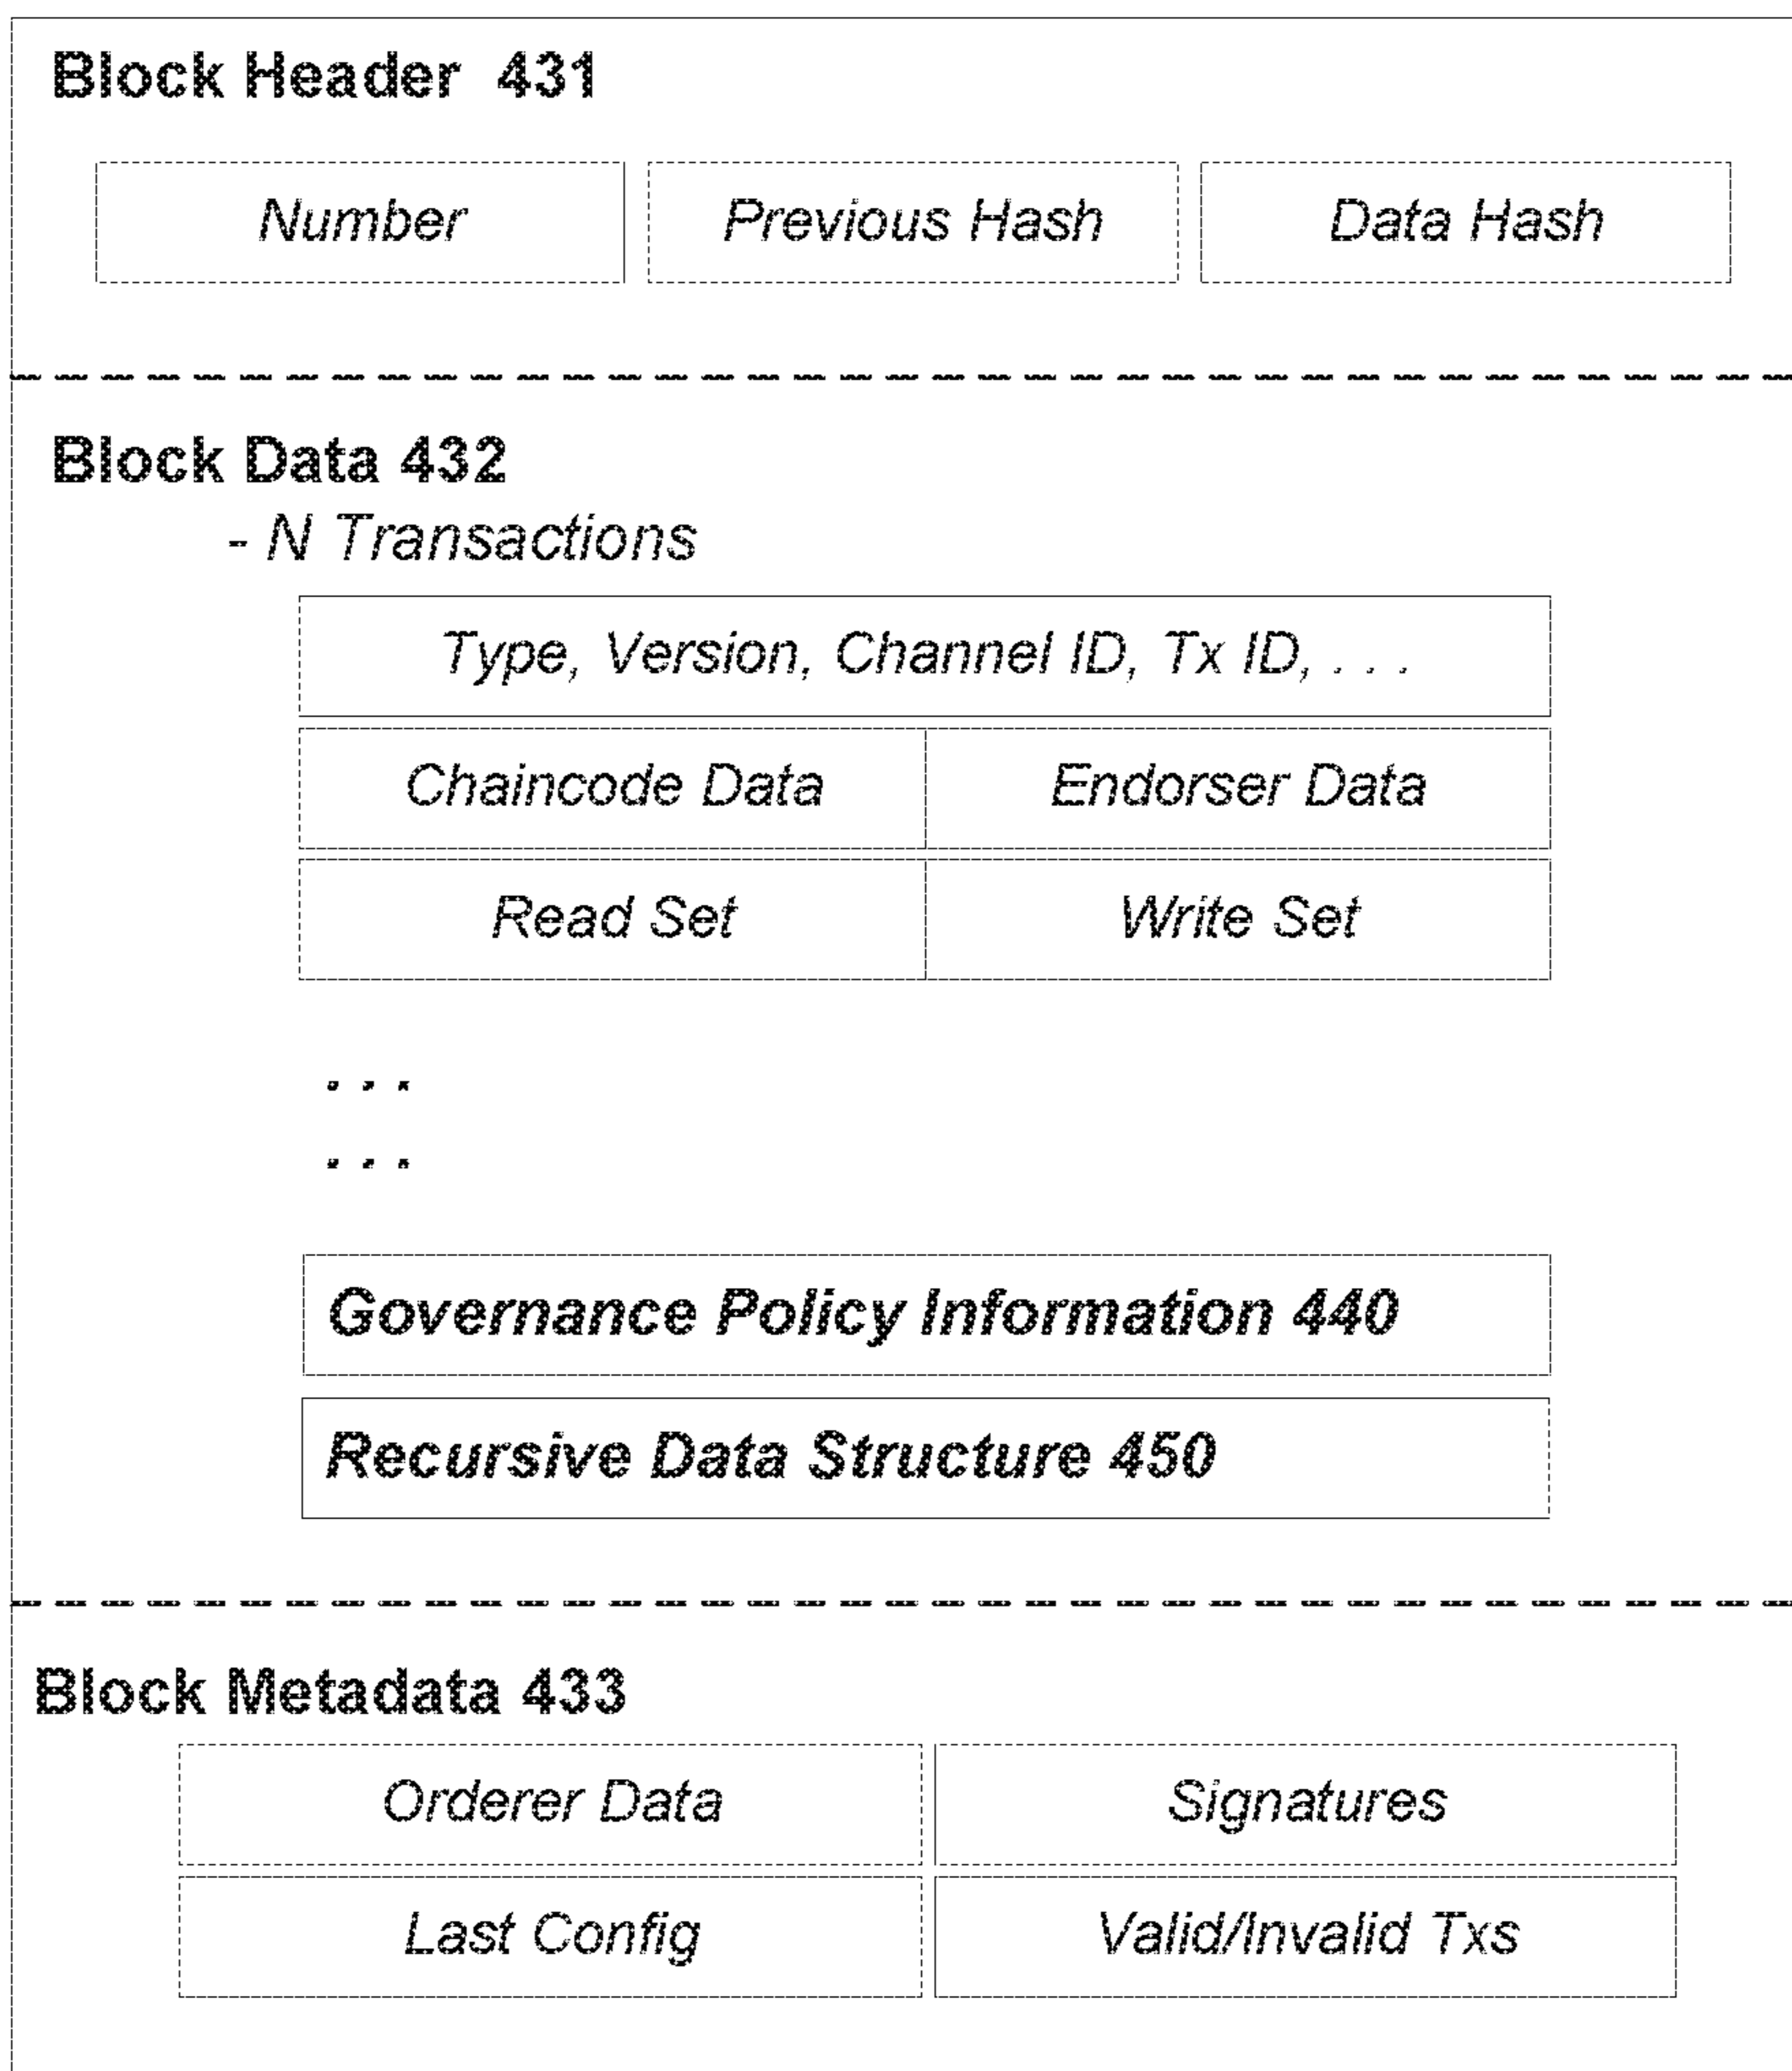 Block Header 431
Number Previous Hash Data Hash
Block Data 432
- N Transactions
Type, Version, Channel ID, Tx ID, . . .
Chaincode Data Endorser Data
Read Set Write Set
. . .
. . .
Governance Policy Information 440
Recursive Data Structure 450
Block Metadata 433
Orderer Data Signatures
Last Config Valid/Invalid Txs